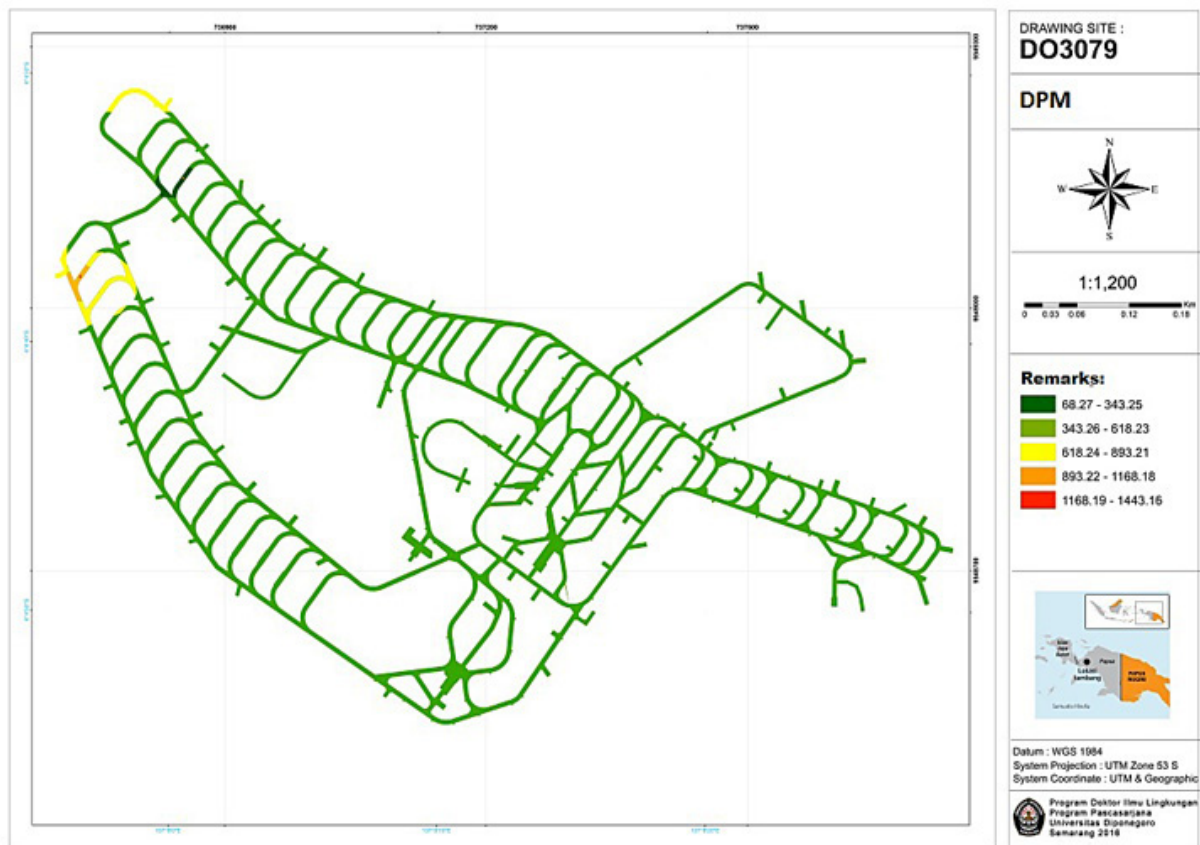 DRAWING SITE :
DO3079
DPM
N
W E
S
1:1,200
Km
0 0.03 0.06 0.12 0.18
Remarks:
68.27 - 343.25
343.26 - 618.23
618.24 - 893.21
893.22 - 1168.18
1168.19 - 1443.16
Papua
Lokasi
tambang
Datum : WGS 1984
System Projection : UTM Zone 53 S
System Coordinate : UTM & Geographic
Program Doktor Ilmu Lingkungan
Program Pascasarjana
Universitas Diponegoro
Semarang 2016
737200